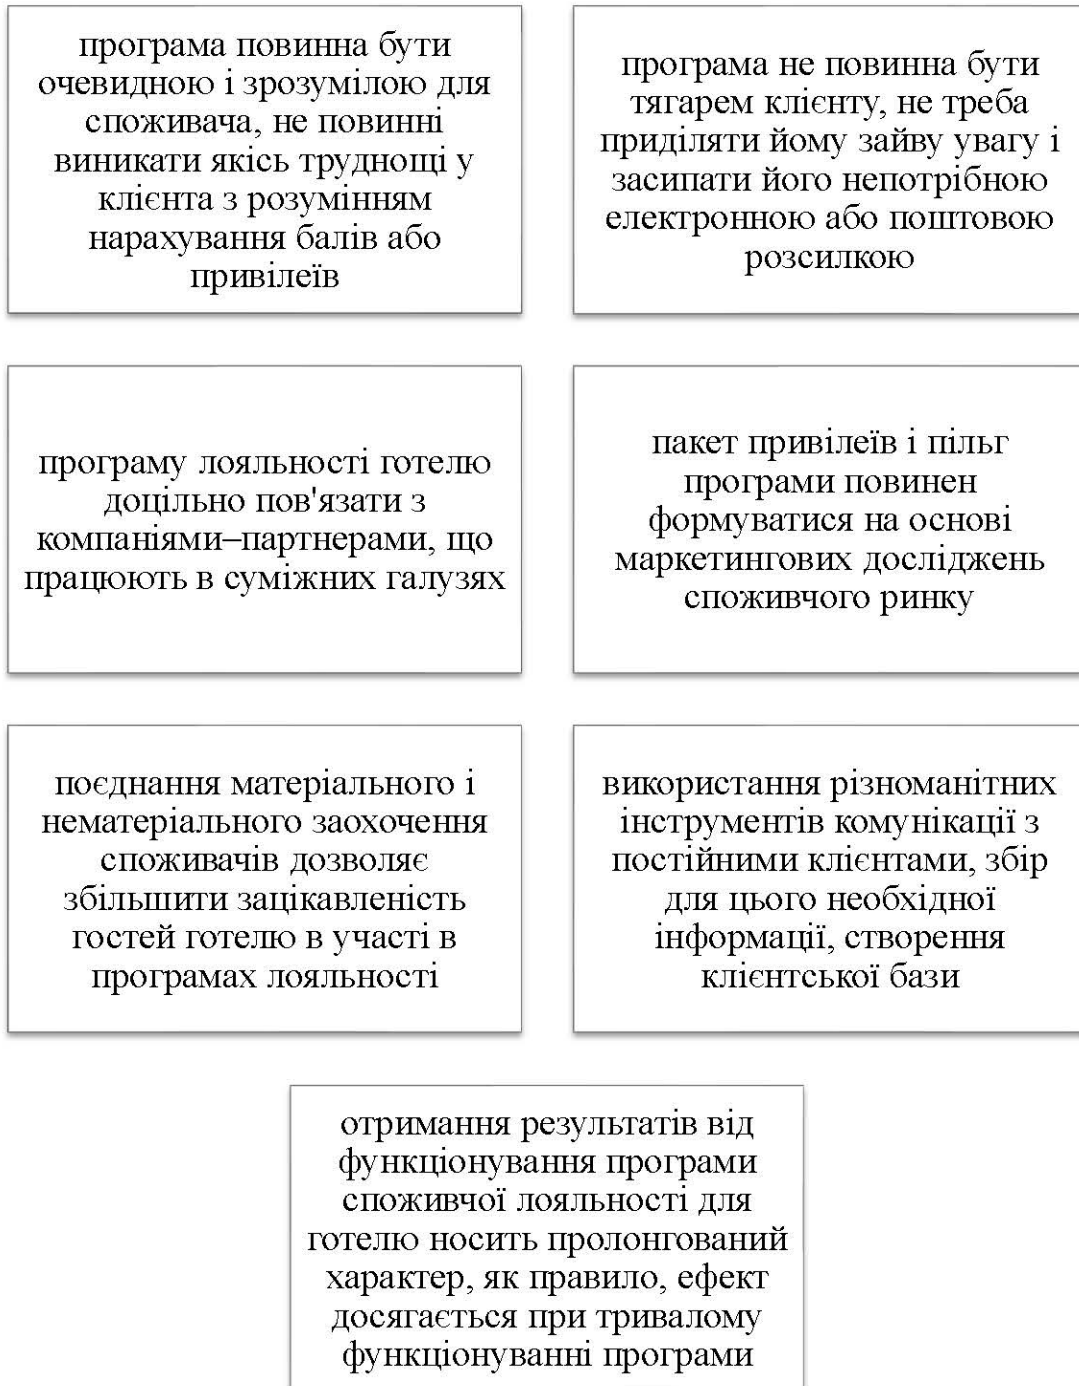 програма повинна бути
очевидною і зрозумілою для
споживача, не повинні
виникати якісь труднощі у
клієнта з розумінням
нарахування балів або
привілеїв
програма не повинна бути
тягарем клієнту, не треба
приділяти йому зайву увагу і
засипати його непотрібною
електронною або поштовою
розсилкою
програму лояльності готелю
доцільно пов'язати з
компаніями–партнерами, що
працюють в суміжних галузях
пакет привілеїв і пільг
програми повинен
формуватися на основі
маркетингових досліджень
споживчого ринку
поєднання матеріального і
нематеріального заохочення
споживачів дозволяє
збільшити зацікавленість
гостей готелю в участі в
програмах лояльності
використання різноманітних
інструментів комунікації з
постійними клієнтами, збір
для цього необхідної
інформації, створення
клієнтської бази
отримання результатів від
функціонування програми
споживчої лояльності для
готелю носить пролонгований
характер, як правило, ефект
досягається при тривалому
функціонуванні програми